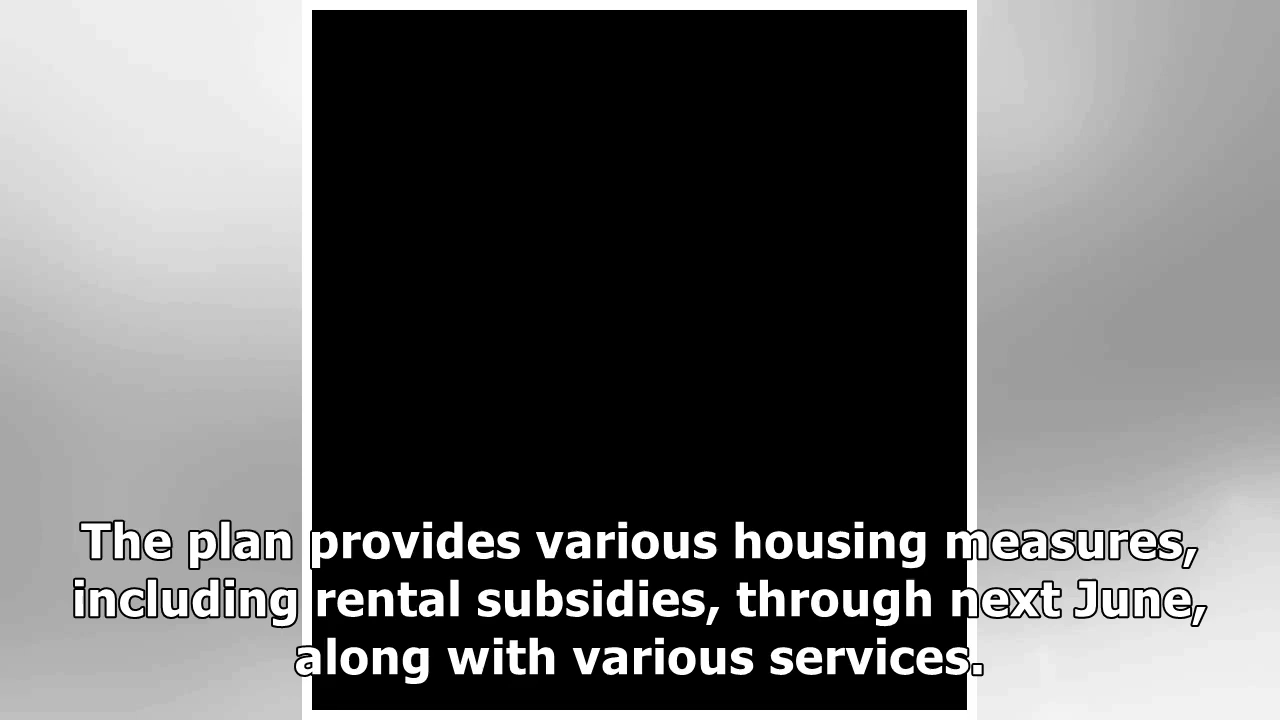 The plan provides various housing measures,
including rental subsidies, through next June,
along with various services.